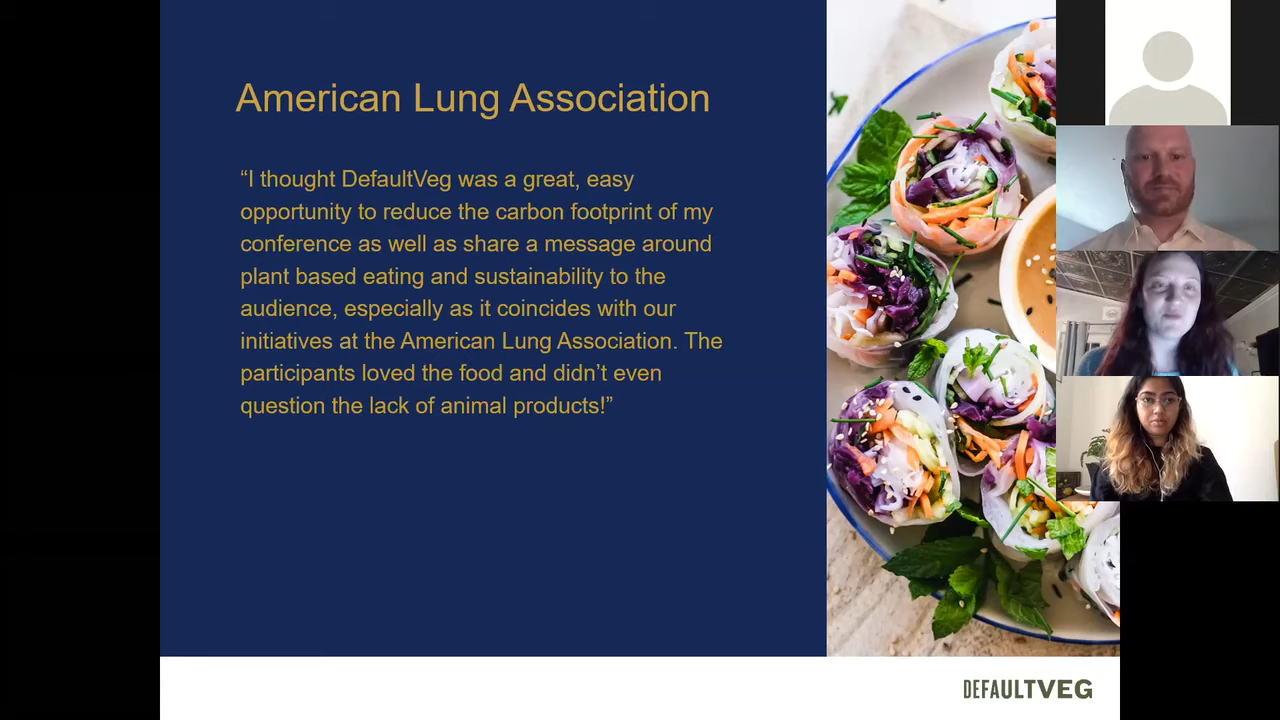 American Lung Association
“I thought DefaultVeg was a great, easy
opportunity to reduce the carbon footprint of my
conference as well as share a message around
plant based eating and sustainability to the
audience, especially as it coincides with our
initiatives at the American Lung Association. The
participants loved the food and didn’t even
question the lack of animal products!”
DEFAULTVEG